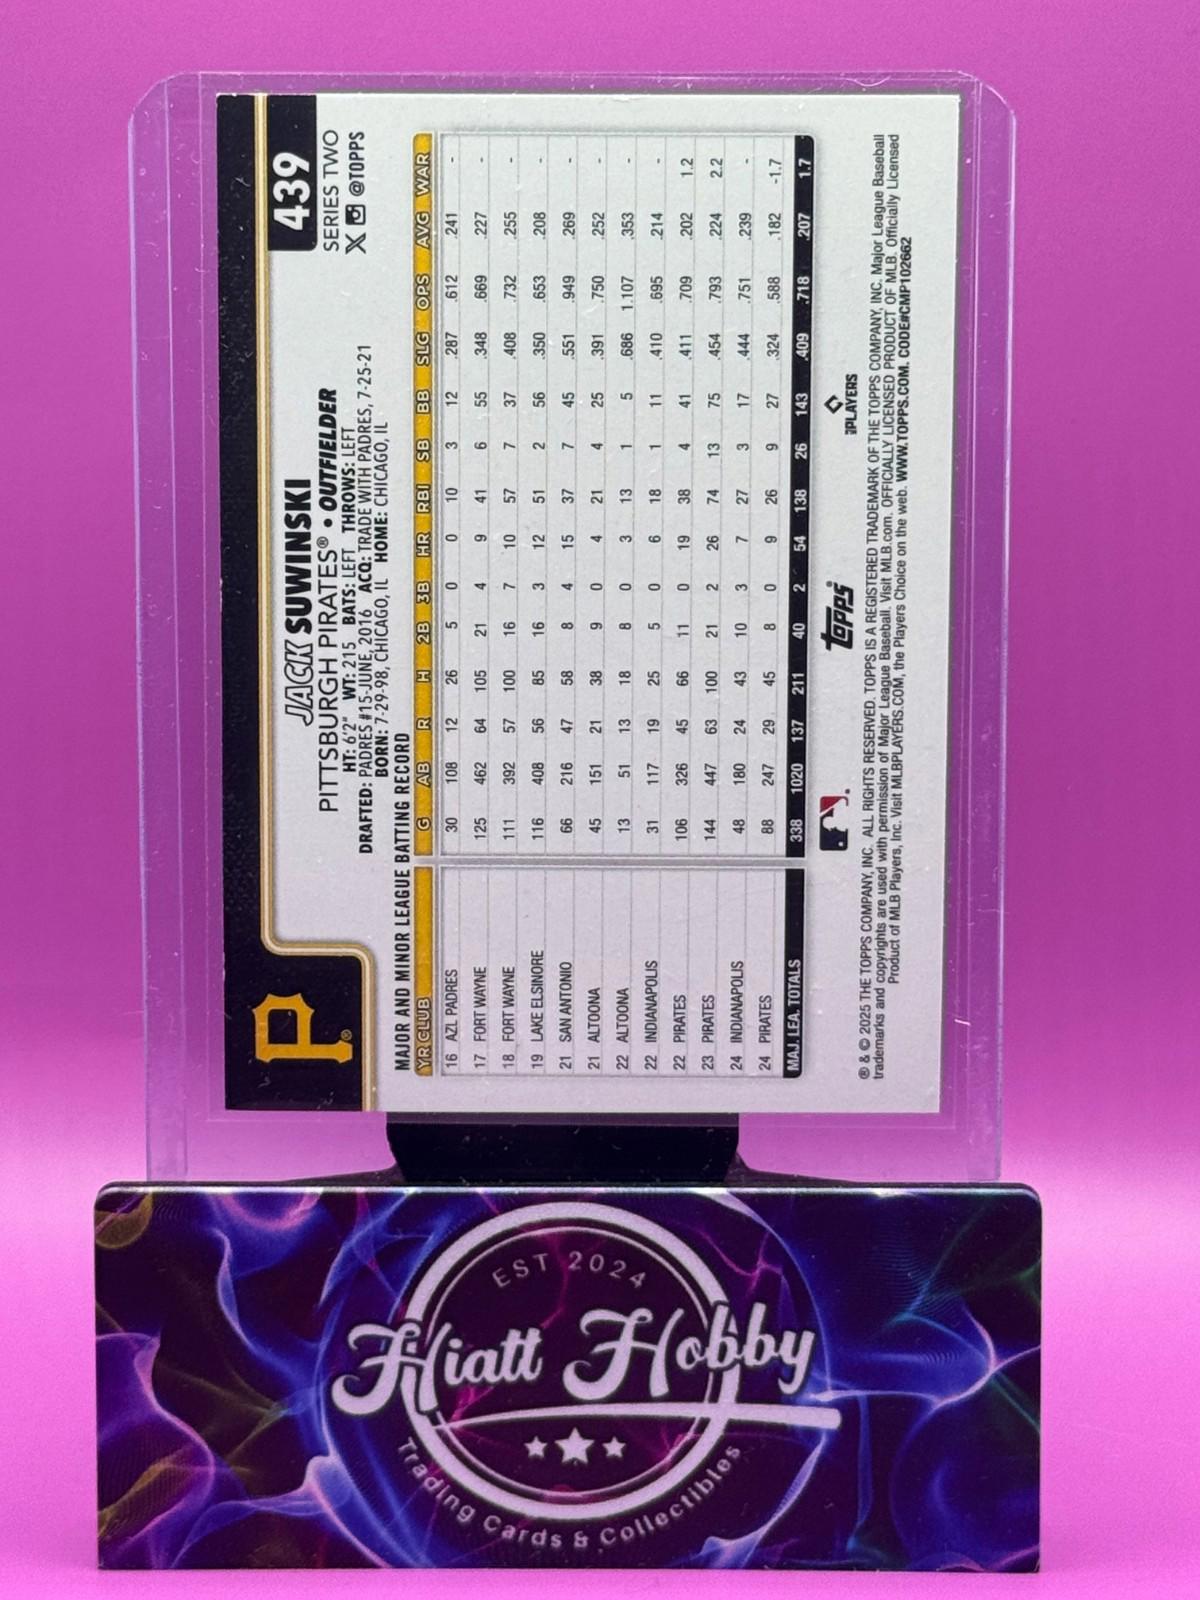 439
SERIES TWO
X @TOPPS
JACK SUWINSKI
PITTSBURGH PIRATES® • OUTFIELDER
HT: 6'2" WT: 215 BATS: LEFT THROWS: LEFT
DRAFTED: PADRES #15-JUNE, 2016 ACQ: TRADE WITH PADRES, 7-25-21
BORN: 7-29-98, CHICAGO, IL HOME: CHICAGO, IL
P®
MAJOR AND MINOR LEAGUE BATTING RECORD
YR CLUB G AB R H 2B 3B HR RBI SB BB SLG OPS AVG WAR
16 AZL PADRES 30 108 12 26 5 0 0 10 3 12 .287 .612 .241 -
17 FORT WAYNE 125 462 64 105 21 4 9 41 6 55 .348 .669 .227 -
18 FORT WAYNE 111 392 57 100 16 7 10 57 7 37 .408 .732 .255 -
19 LAKE ELSINORE 116 408 56 85 16 3 12 51 2 56 .350 .653 .208 -
21 SAN ANTONIO 66 216 47 58 8 4 15 37 7 45 .551 .949 .269 -
21 ALTOONA 45 151 21 38 9 0 4 21 4 25 .391 .750 .252 -
22 ALTOONA 13 51 13 18 8 0 3 13 1 5 .686 1.107 .353 -
22 INDIANAPOLIS 31 117 19 25 5 0 6 18 1 11 .410 .695 .214 -
22 PIRATES 106 326 45 66 11 0 19 38 4 41 .411 .709 .202 1.2
23 PIRATES 144 447 63 100 21 2 26 74 13 75 .454 .793 .224 2.2
24 INDIANAPOLIS 48 180 24 43 10 3 7 27 3 17 .444 .751 .239 -
24 PIRATES 88 247 29 45 8 0 9 26 9 27 .324 .588 .182 -1.7
MAJ. LEA. TOTALS 338 1020 137 211 40 2 54 138 26 143 .409 .718 .207 1.7
Topps®
PLAYERS
® & © 2025 THE TOPPS COMPANY, INC. ALL RIGHTS RESERVED. TOPPS IS A REGISTERED TRADEMARK OF THE TOPPS COMPANY, INC. Major League Baseball
trademarks and copyrights are used with permission of Major League Baseball. Visit MLB.com. OFFICIALLY LICENSED PRODUCT OF MLB. Officially Licensed
Product of MLB Players, Inc. Visit MLBPLAYERS.COM, the Players Choice on the web. WWW.TOPPS.COM. CODE#CMP102662
EST 2024
Hiatt Hobby
Trading Cards & Collectibles